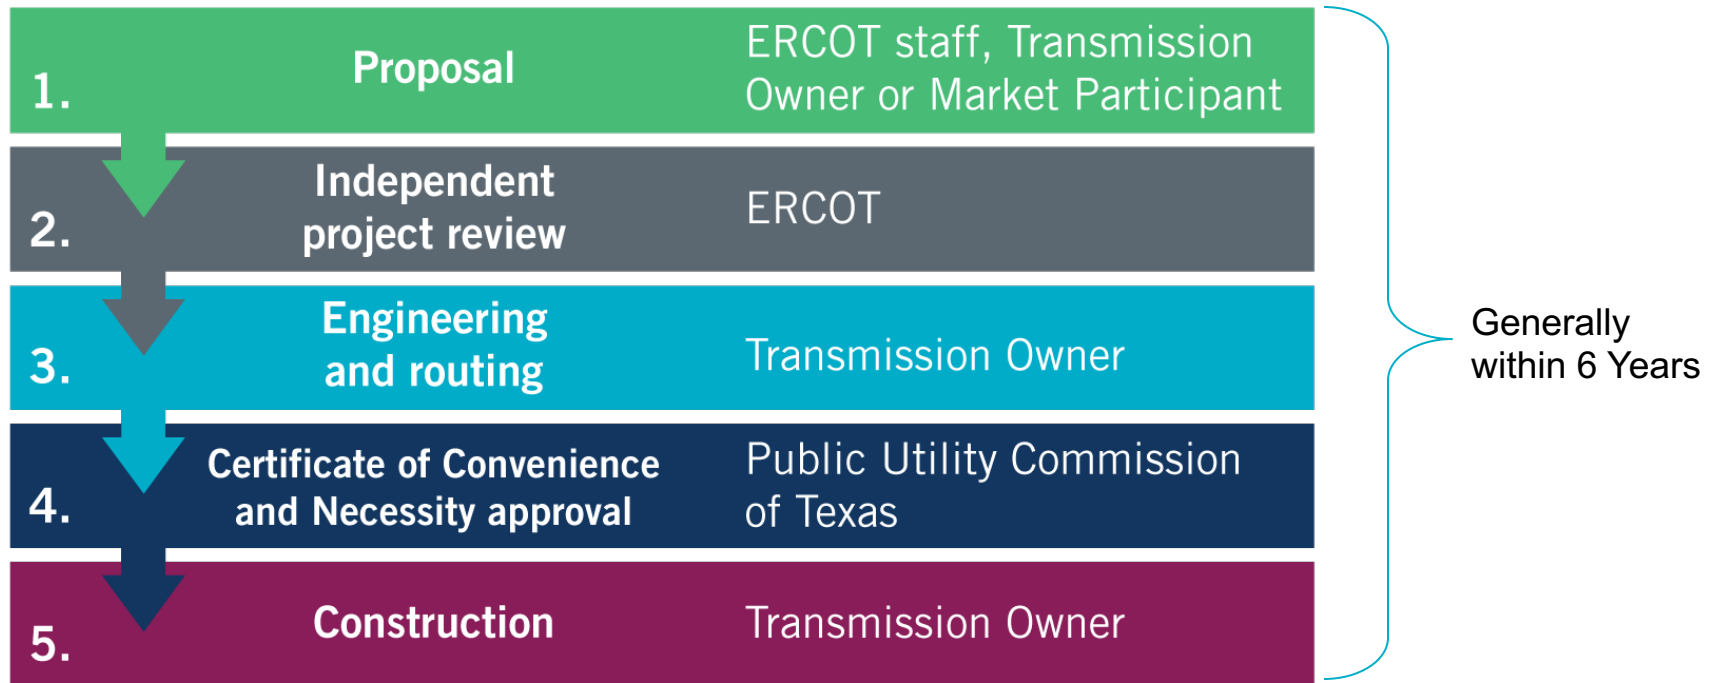 1.
Proposal
ERCOT staff, Transmission
Owner or Market Participant
2.
Independent
project review
ERCOT
3.
Engineering
and routing
Transmission Owner
4.
Certificate of Convenience
and Necessity approval
Public Utility Commission
of Texas
5.
Construction
Transmission Owner
Generally
within 6 Years